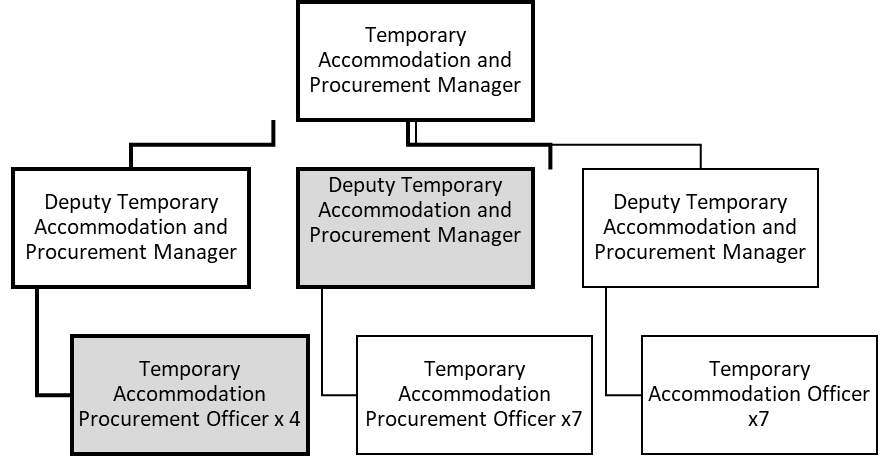 Temporary
Accommodation and
Procurement Manager
Deputy Temporary
Accommodation and
Procurement Manager
Deputy Temporary
Accommodation and
Procurement Manager
Deputy Temporary
Accommodation and
Procurement Manager
Temporary
Accommodation
Procurement Officer x 4
Temporary
Accommodation
Procurement Officer x7
Temporary
Accommodation Officer
x7